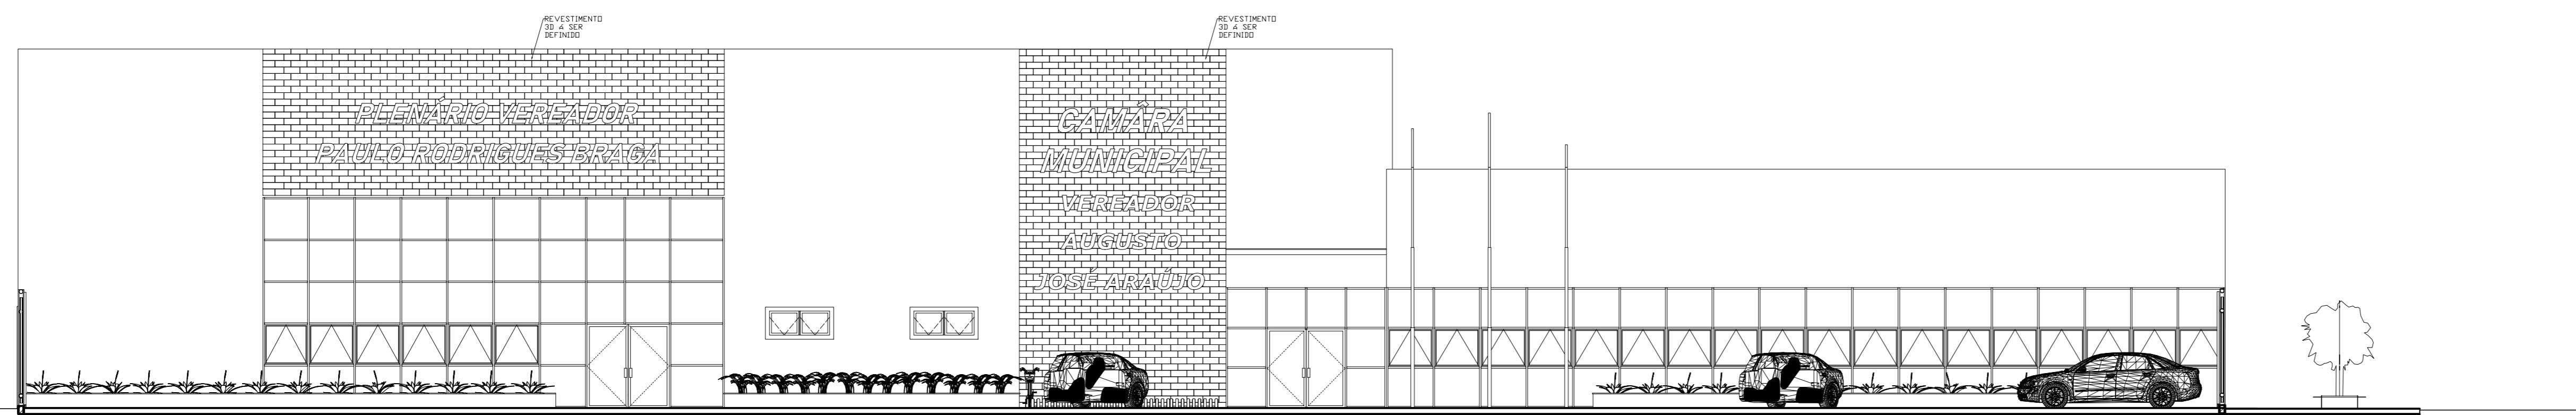 REVESTIMENTO
3D Á SER
DEFINIDO
REVESTIMENTO
3D Á SER
DEFINIDO
PLENÁRIO VEREADOR
PAULO RODRIGUES BRAGA
CAMÂRA
MUNICIPAL
VEREADOR
AUGUSTO
JOSÉ ARAÚJO